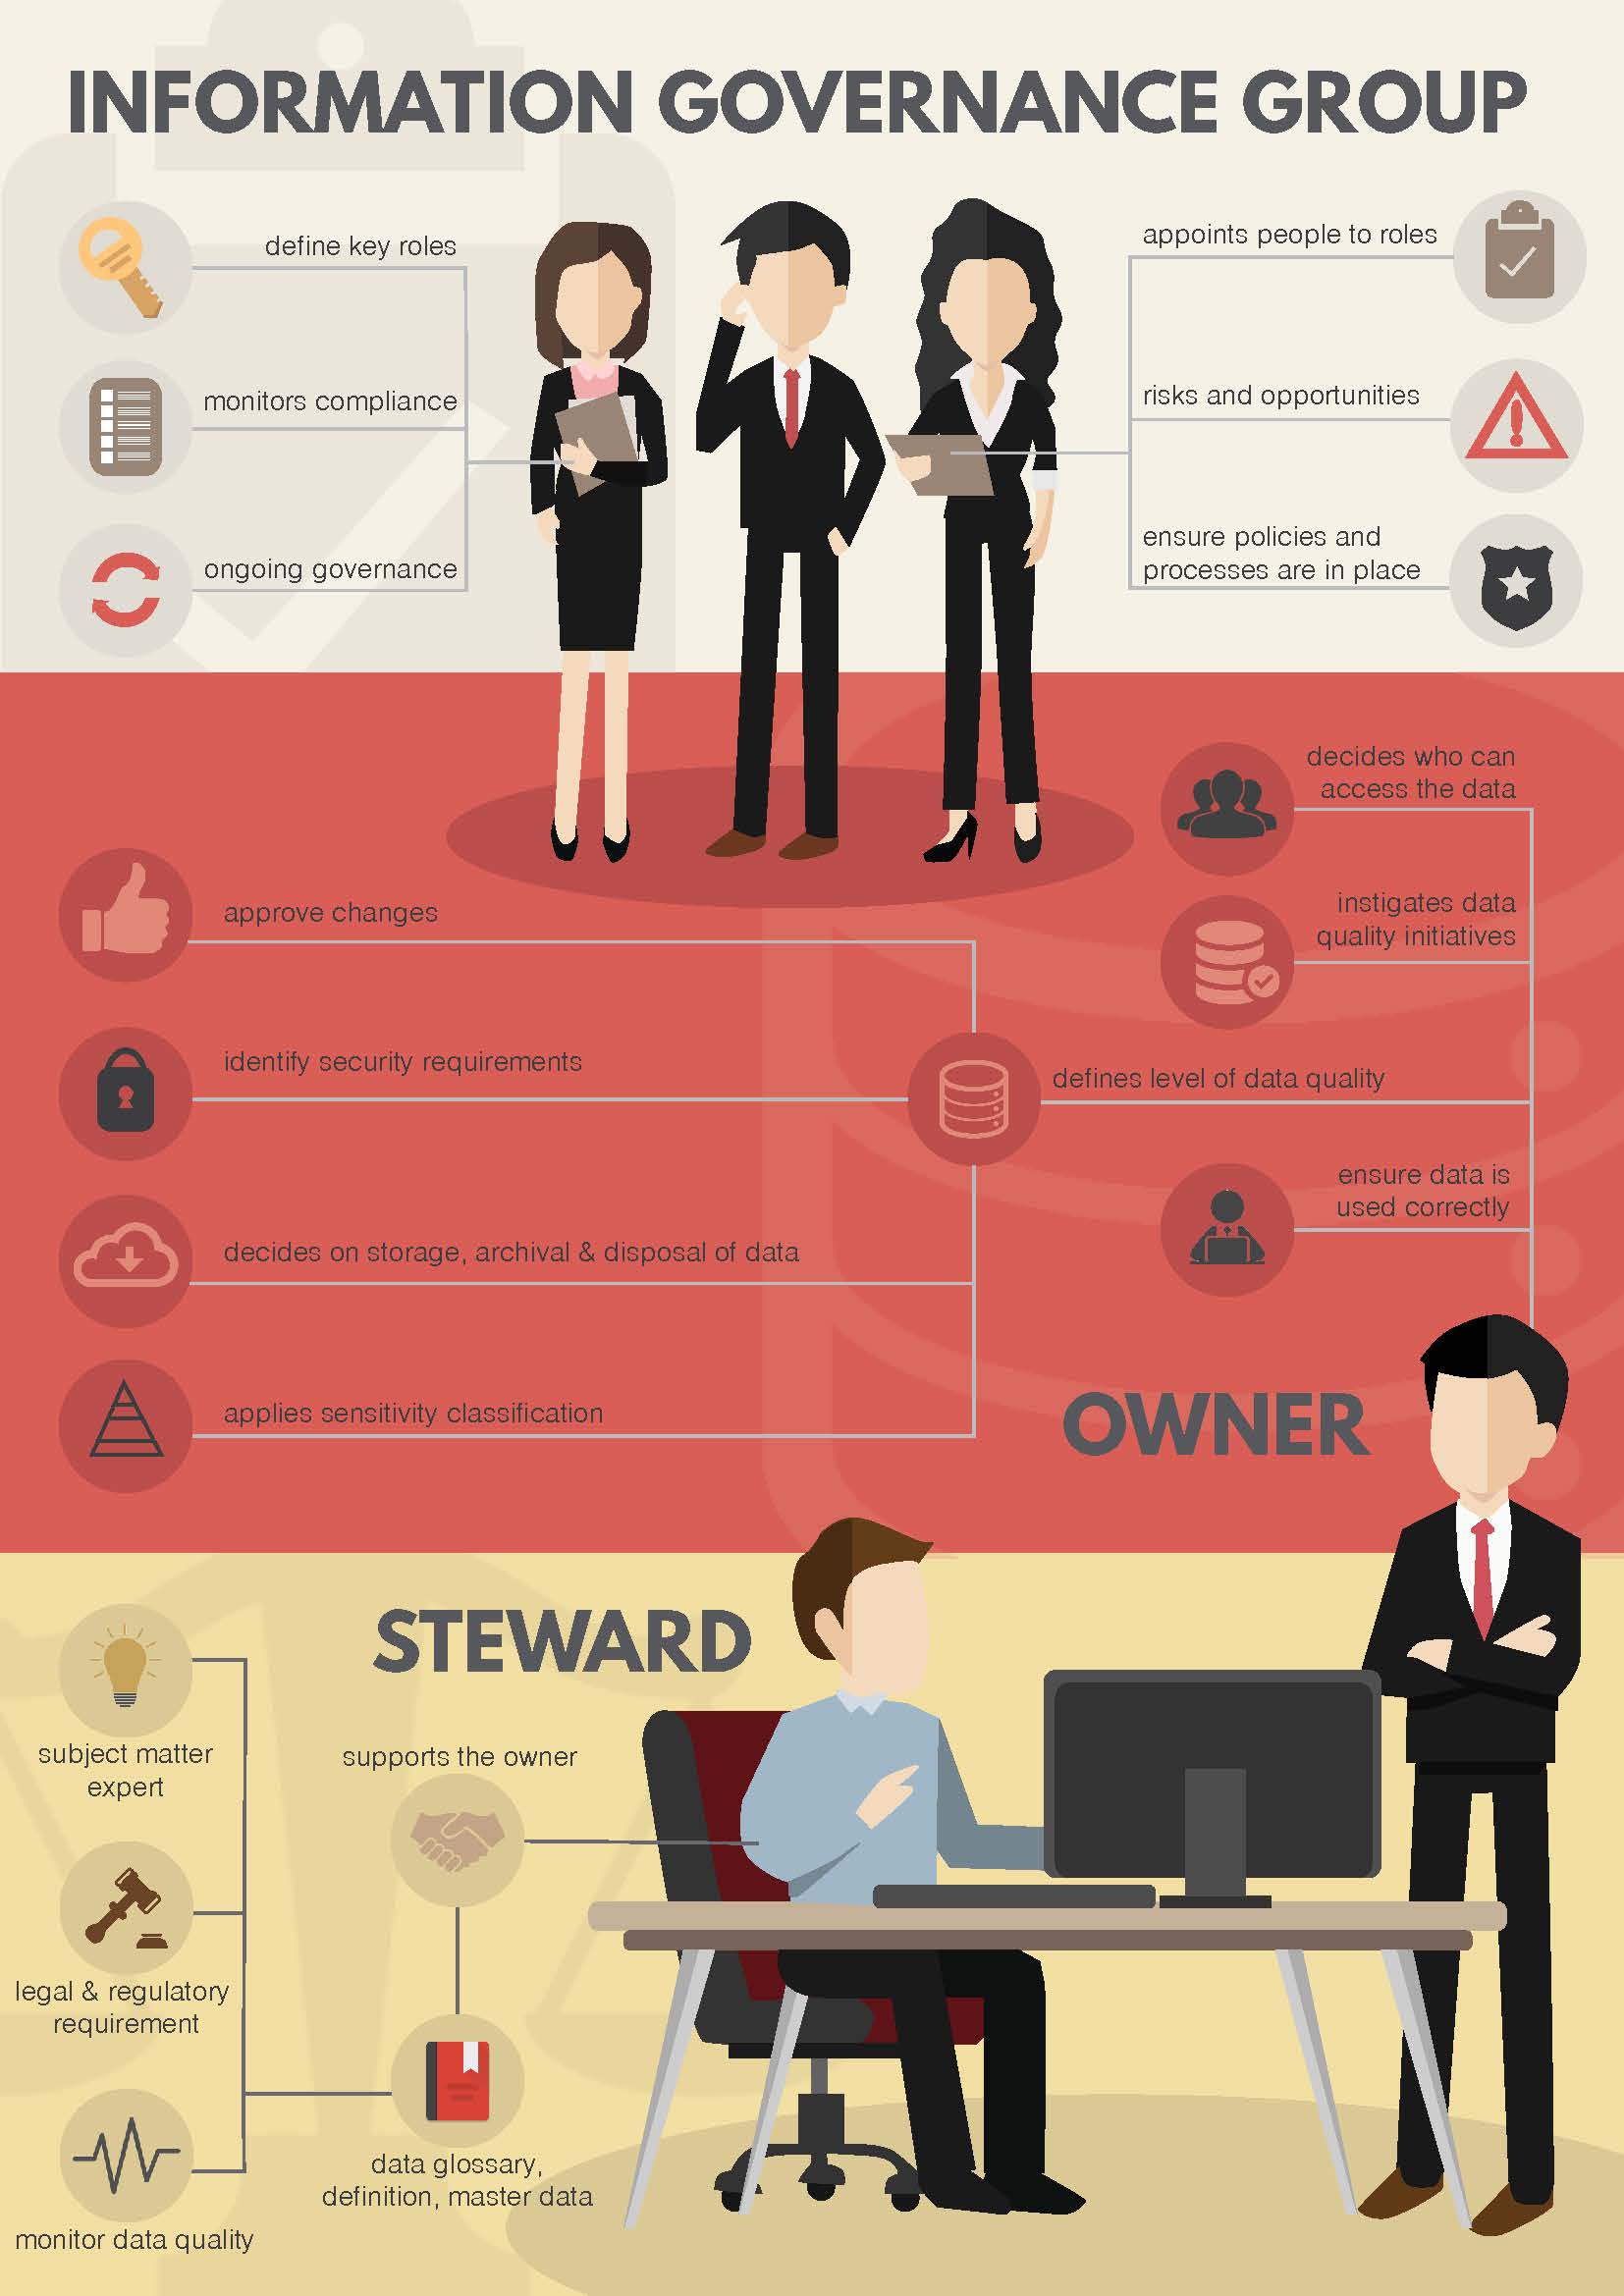 INFORMATION GOVERNANCE GROUP
define key roles
monitors compliance
ongoing governance
appoints people to roles
risks and opportunities
ensure policies and
processes are in place
decides who can
access the data
instigates data
quality initiatives
defines level of data quality
ensure data is
used correctly
approve changes
identify security requirements
decides on storage, archival & disposal of data
applies sensitivity classification
OWNER
STEWARD
subject matter
expert
legal & regulatory
requirement
monitor data quality
supports the owner
data glossary,
definition, master data